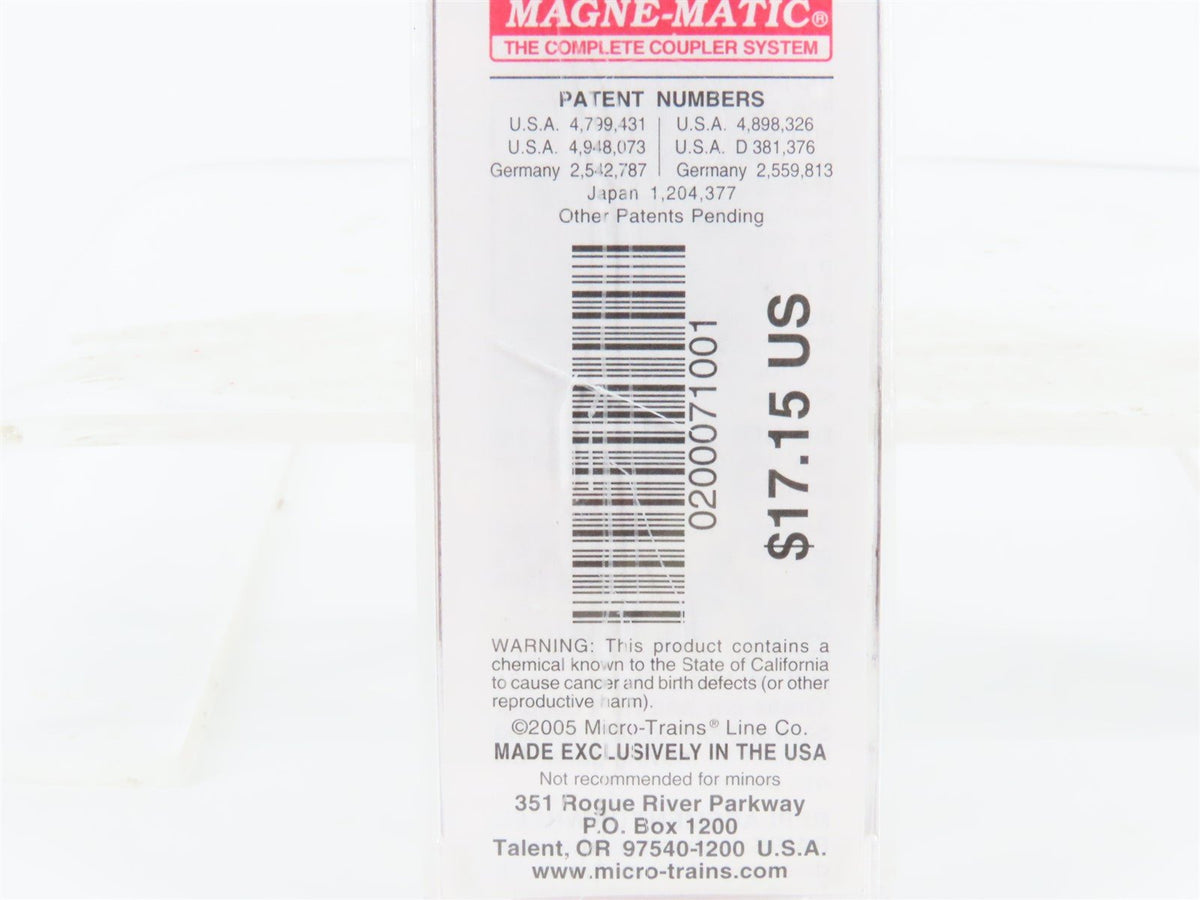 MAGNE-MATIC®
THE COMPLETE COUPLER SYSTEM
PATENT NUMBERS
U.S.A. 4,799,431 | U.S.A. 4,898,326
U.S.A. 4,948,073 | U.S.A. D 381,376
Germany 2,542,787 | Germany 2,559,813
Japan 1,204,377
Other Patents Pending
02000071001
$17.15 US
WARNING: This product contains a
chemical known to the State of California
to cause cancer and birth defects (or other
reproductive harm).
©2005 Micro-Trains® Line Co.
MADE EXCLUSIVELY IN THE USA
Not recommended for minors
351 Rogue River Parkway
P.O. Box 1200
Talent, OR 97540-1200 U.S.A.
www.micro-trains.com